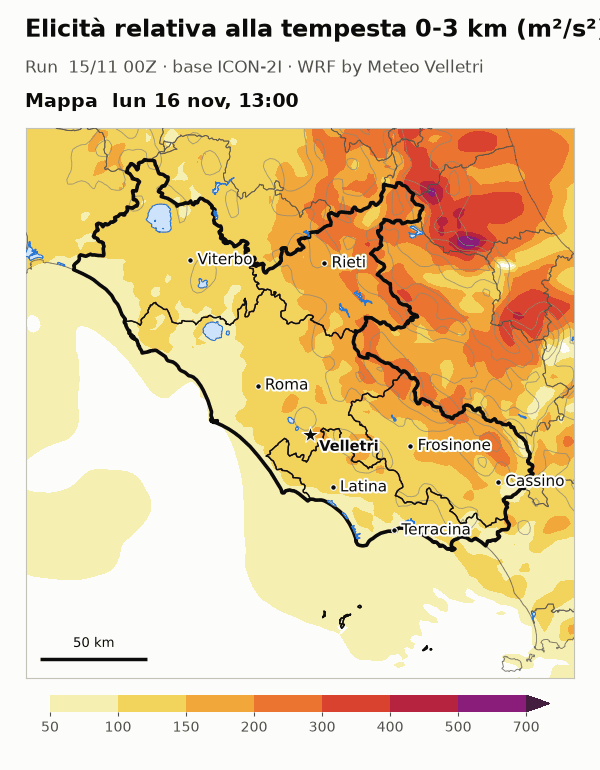 Elicità relativa alla tempesta 0-3 km (m²/s²)
Run 15/11 00Z · base ICON-2I · WRF by Meteo Velletri
Mappa lun 16 nov, 13:00
Viterbo
Rieti
Roma
Velletri
Frosinone
Cassino
Latina
Terracina
50 km
50 100 150 200 300 400 500 700